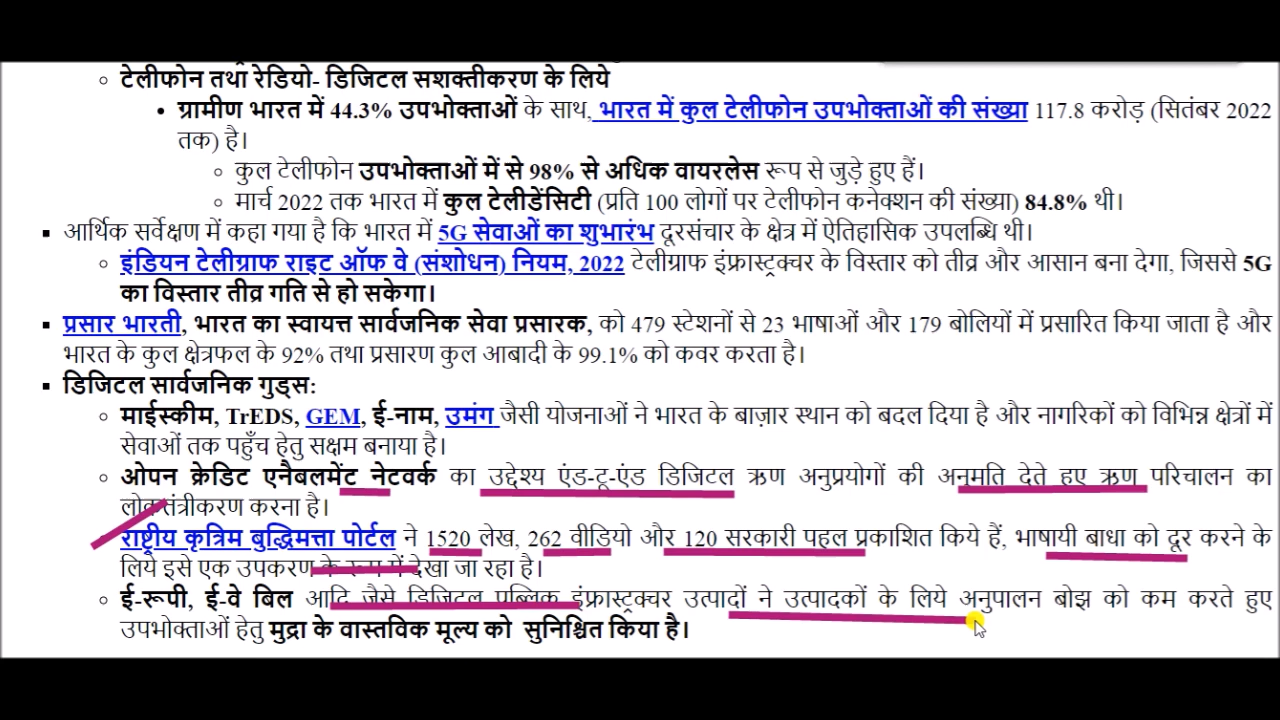 टेलीफोन तथा रेडियो- डिजिटल सशक्तीकरण के लिये
ग्रामीण भारत में 44.3% उपभोक्ताओं के साथ, भारत में कुल टेलीफोन उपभोक्ताओं की संख्या 117.8 करोड़ (सितंबर 2022
तक) है।
कुल टेलीफोन उपभोक्ताओं में से 98% से अधिक वायरलेस रूप से जुड़े हुए हैं।
मार्च 2022 तक भारत में कुल टेलीडेंसिटी (प्रति 100 लोगों पर टेलीफोन कनेक्शन की संख्या) 84.8% थी।
आर्थिक सर्वेक्षण में कहा गया है कि भारत में 5G सेवाओं का शुभारंभ दूरसंचार के क्षेत्र में ऐतिहासिक उपलब्धि थी।
इंडियन टेलीग्राफ राइट ऑफ वे (संशोधन) नियम, 2022 टेलीग्राफ इंफ्रास्ट्रक्चर के विस्तार को तीव्र और आसान बना देगा, जिससे 5G
का विस्तार तीव्र गति से हो सकेगा।
प्रसार भारती, भारत का स्वायत्त सार्वजनिक सेवा प्रसारक, को 479 स्टेशनों से 23 भाषाओं और 179 बोलियों में प्रसारित किया जाता है और
भारत के कुल क्षेत्रफल के 92% तथा प्रसारण कुल आबादी के 99.1% को कवर करता है।
डिजिटल सार्वजनिक गुड्स:
माईस्कीम, TrEDS, GEM, ई-नाम, उमंग जैसी योजनाओं ने भारत के बाज़ार स्थान को बदल दिया है और नागरिकों को विभिन्न क्षेत्रों में
सेवाओं तक पहुँच हेतु सक्षम बनाया है।
ओपन क्रेडिट एनैबलमेंट नेटवर्क का उद्देश्य एंड-टू-एंड डिजिटल ऋण अनुप्रयोगों की अनुमति देते हुए ऋण परिचालन का
लोकतंत्रीकरण करना है।
राष्ट्रीय कृत्रिम बुद्धिमत्ता पोर्टल ने 1520 लेख, 262 वीडियो और 120 सरकारी पहल प्रकाशित किये हैं, भाषायी बाधा को दूर करने के
लिये इसे एक उपकरण के रूप में देखा जा रहा है।
ई-रूपी, ई-वे बिल आदि जैसे डिजिटल पब्लिक इंफ्रास्ट्रक्चर उत्पादों ने उत्पादकों के लिये अनुपालन बोझ को कम करते हुए
उपभोक्ताओं हेतु मुद्रा के वास्तविक मूल्य को सुनिश्चित किया है।